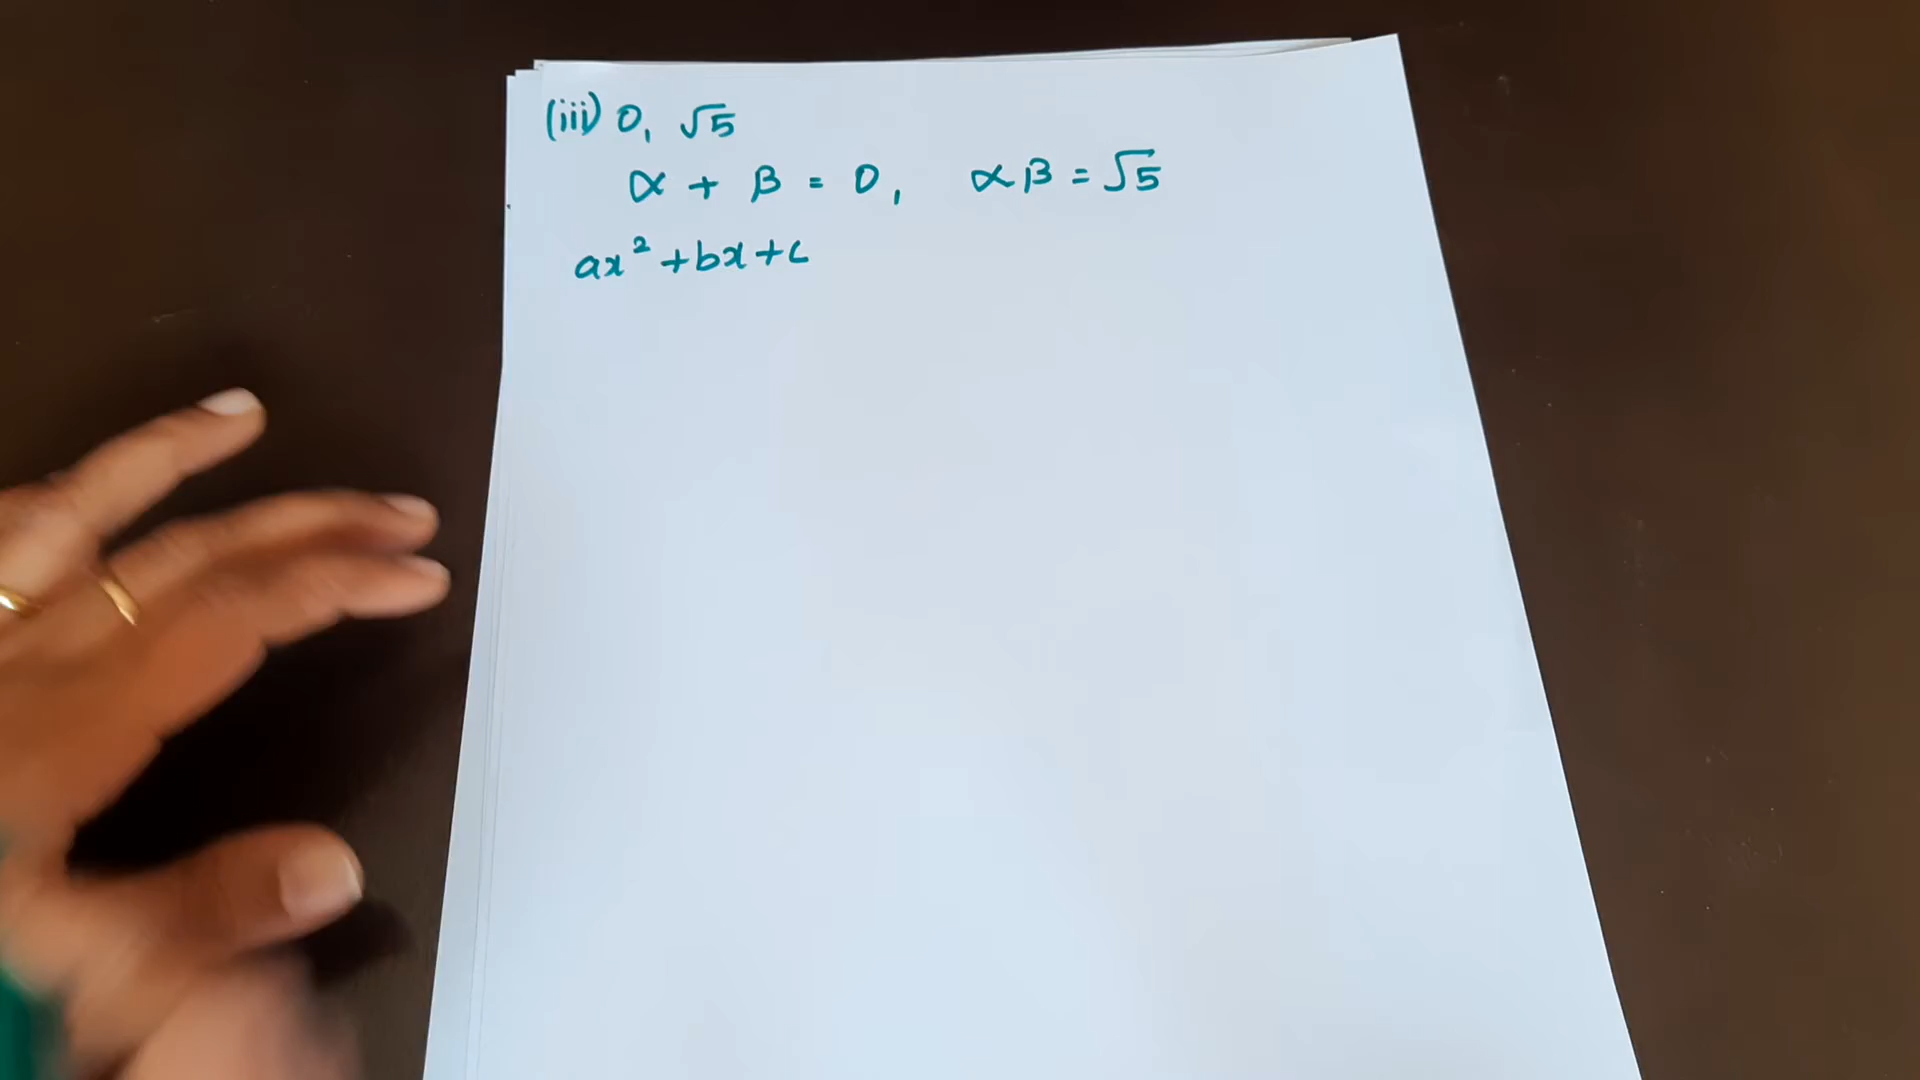 (iii) 0, √5
α + β = 0, αβ = √5
ax² + bx + c